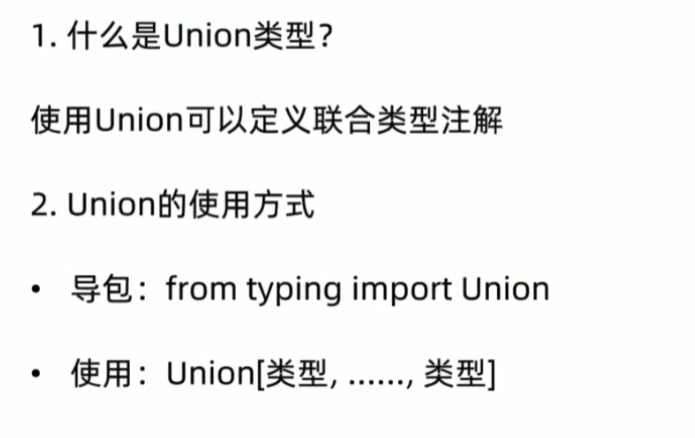 1. 什么是Union类型？
使用Union可以定义联合类型注解
2. Union的使用方式
• 导包：from typing import Union
• 使用：Union[类型, ......, 类型]